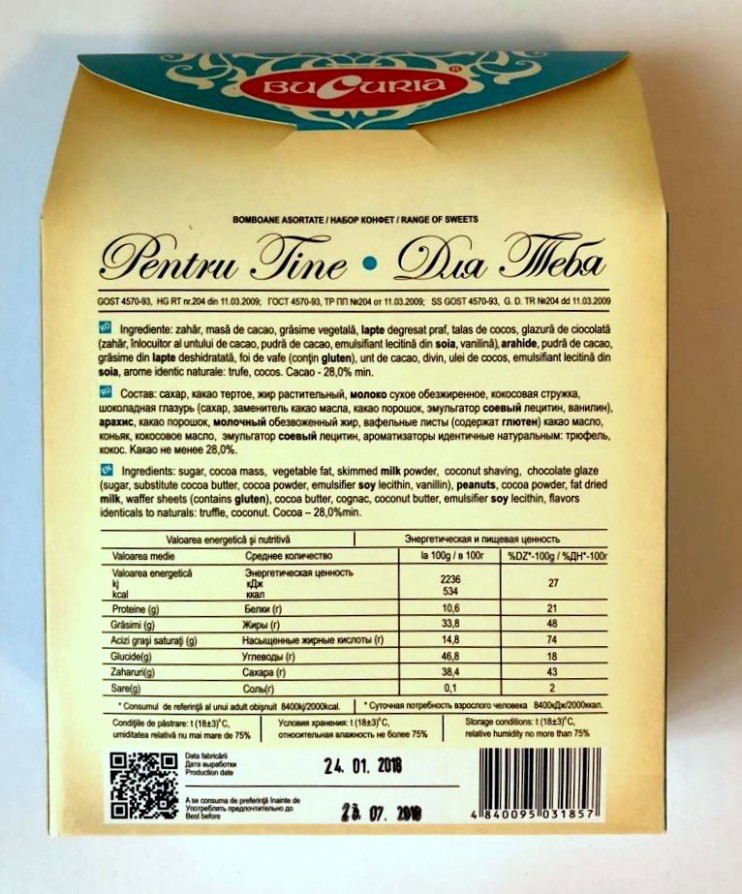 BUCURIA®
BOMBOANE ASORTATE / НАБОР КОНФЕТ / RANGE OF SWEETS
Pentru Tine • Для Тебя
GOST 4570-93, HG RT nr.204 din 11.03.2009; ГОСТ 4570-93, ТР ПП №204 от 11.03.2009; SS GOST 4570-93, G. D. TR №204 dd 11.03.2009
RO Ingrediente: zahăr, masă de cacao, grăsime vegetală, lapte degresat praf, talas de cocos, glazură de ciocolată
(zahăr, înlocuitor al untului de cacao, pudră de cacao, emulsifiant lecitină din soia, vanilină), arahide, pudră de cacao,
grăsime din lapte deshidratată, foi de vafe (conțin gluten), unt de cacao, divin, ulei de cocos, emulsifiant lecitină din
soia, arome identic naturale: trufe, cocos. Cacao - 28,0% min.
RU Состав: сахар, какао тертое, жир растительный, молоко сухое обезжиренное, кокосовая стружка,
шоколадная глазурь (сахар, заменитель какао масла, какао порошок, эмульгатор соевый лецитин, ванилин),
арахис, какао порошок, молочный обезвоженный жир, вафельные листы (содержат глютен) какао масло,
коньяк, кокосовое масло, эмульгатор соевый лецитин, ароматизаторы идентичные натуральным: трюфель,
кокос. Какао не менее 28,0%.
EN Ingredients: sugar, cocoa mass, vegetable fat, skimmed milk powder, coconut shaving, chocolate glaze
(sugar, substitute cocoa butter, cocoa powder, emulsifier soy lecithin, vanillin), peanuts, cocoa powder, fat dried
milk, waffer sheets (contains gluten), cocoa butter, cognac, coconut butter, emulsifier soy lecithin, flavors
identicals to naturals: truffle, coconut. Cocoa – 28,0%min.
Valoarea energetică și nutritivă Энергетическая и пищевая ценность
Valoarea medie Среднее количество la 100g / в 100г %DZ*-100g / %ДН*-100г
Valoarea energetică Энергетическая ценность
kj кДж 2236 27
kcal ккал 534
Proteine (g) Белки (г) 10,6 21
Grăsimi (g) Жиры (г) 33,8 48
Acizi grași saturați (g) Насыщенные жирные кислоты (г) 14,8 74
Glucide(g) Углеводы (г) 46,8 18
Zaharuri(g) Сахара (г) 38,4 43
Sare(g) Соль(г) 0,1 2
* Consumul de referință al unui adult obișnuit 8400kj/2000kcal. * Суточная потребность взрослого человека 8400кДж/2000ккал.
Condițiile de păstrare: t (18±3)°C, Условия хранения: t (18±3)°C, Storage conditions: t (18±3)°C,
umiditatea relativă nu mai mare de 75% относительная влажность не более 75% relative humidity no more than 75%
Data fabricării
Дата выработки
Production date
24. 01. 2018
A se consuma de preferință înainte de
Употреблять предпочтительно до
Best before
07. 2018
4 840095 031857